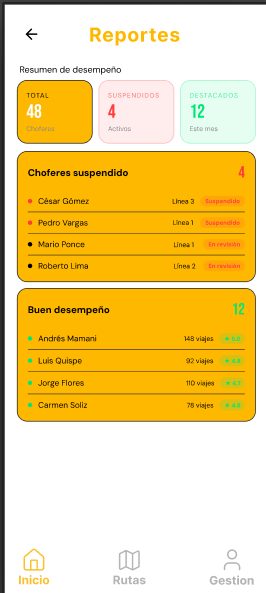 Reportes
Resumen de desempeño
TOTAL
48
Choferes
SUSPENDIDOS
4
Activos
DESTACADOS
12
Este mes
Choferes suspendido 4
César Gómez Línea 3 Suspendido
Pedro Vargas Línea 1 Suspendido
Mario Ponce Línea 1 En revisión
Roberto Lima Línea 2 En revisión
Buen desempeño 12
Andrés Mamani 148 viajes ★ 5.0
Luis Quispe 92 viajes ★ 4.8
Jorge Flores 110 viajes ★ 4.7
Carmen Soliz 78 viajes
Inicio Rutas Gestion